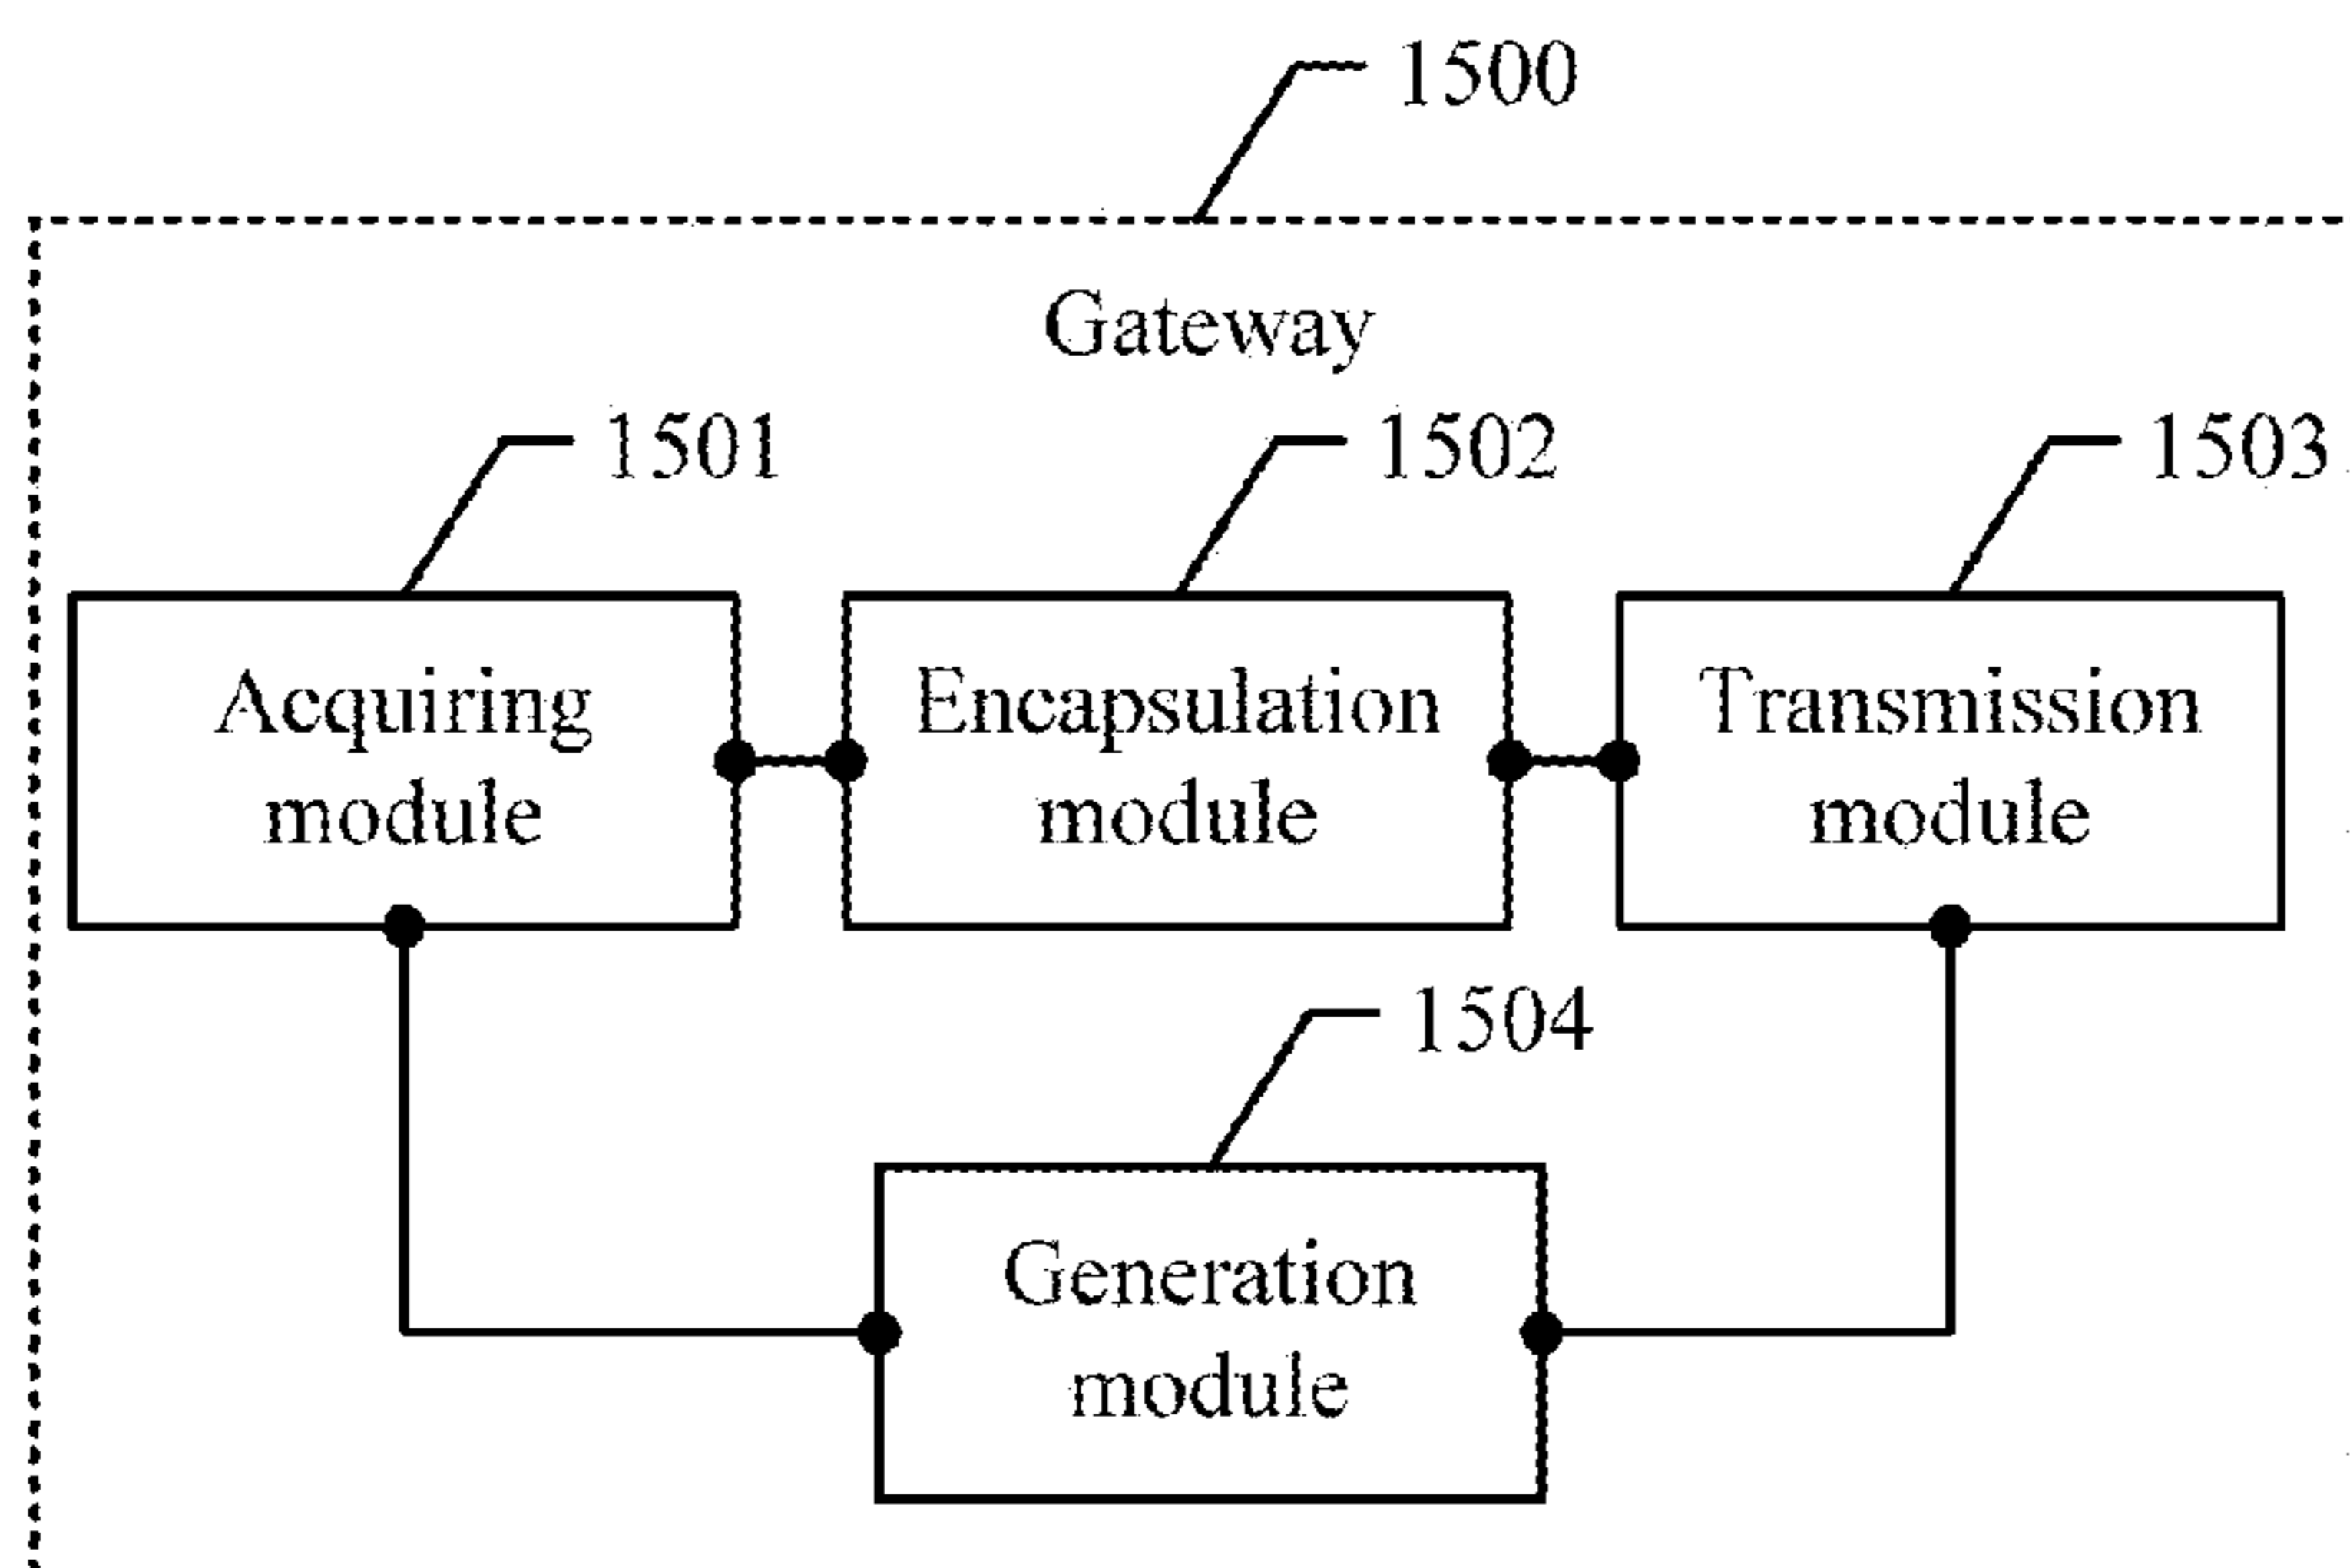 1500
Gateway
1501
1502
1503
Acquiring
module
Encapsulation
module
Transmission
module
1504
Generation
module